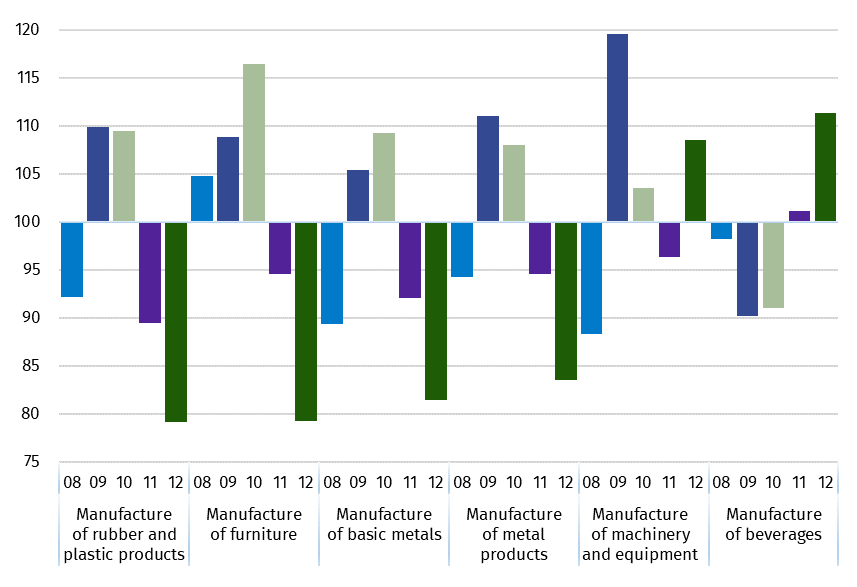 120
115
110
105
100
95
90
85
80
75
08 09 10 11 12 08 09 10 11 12 08 09 10 11 12 08 09 10 11 12 08 09 10 11 12 08 09 10 11 12
Manufacture
of rubber and
plastic products
Manufacture
of furniture
Manufacture
of basic metals
Manufacture
of metal
products
Manufacture
of machinery
and equipment
Manufacture
of beverages